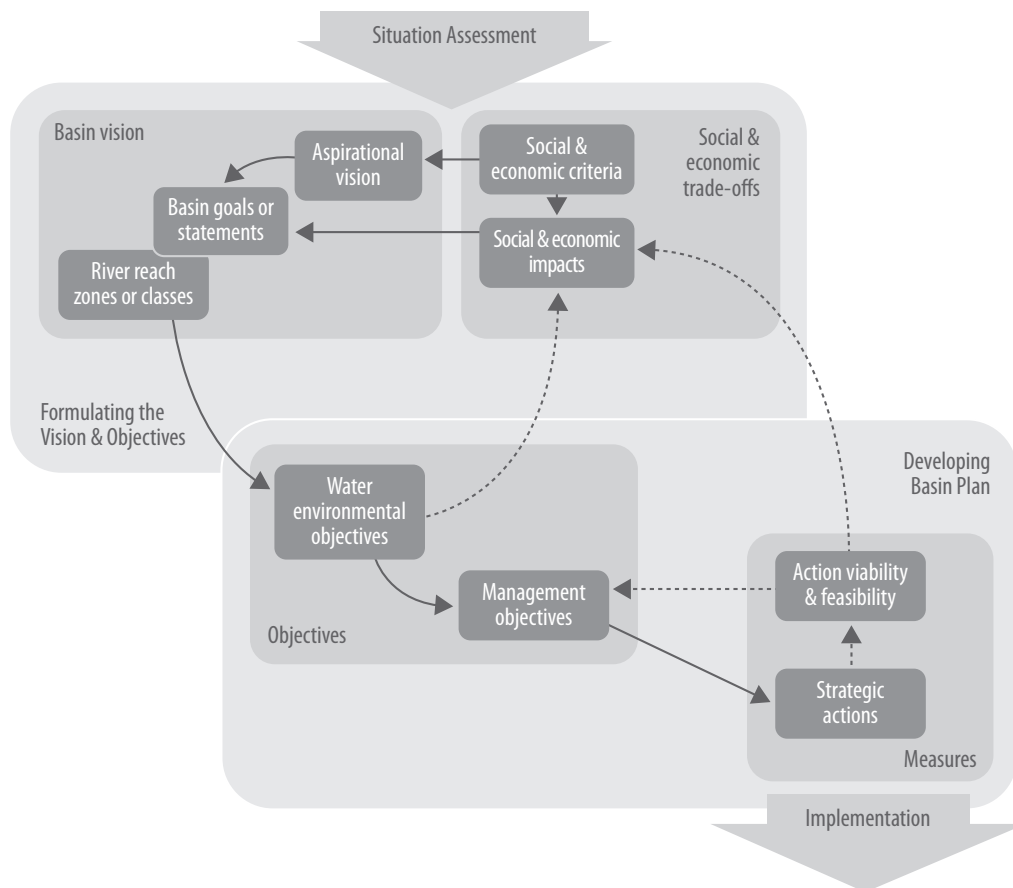 Situation Assessment
Basin vision
Aspirational
vision
Social &
economic criteria
Social &
economic
trade-offs
Basin goals or
statements
Social & economic
impacts
River reach
zones or classes
Formulating the
Vision & Objectives
Developing
Basin Plan
Water
environmental
objectives
Management
objectives
Action viability
& feasibility
Objectives
Strategic
actions
Measures
Implementation